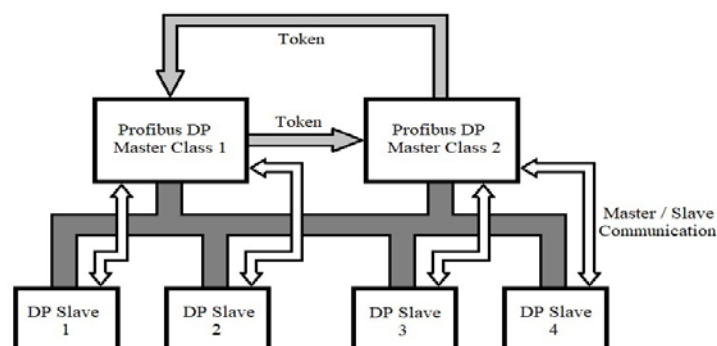 Token
Token
Profibus DP
Master Class 1
Profibus DP
Master Class 2
Master / Slave
Communication
DP Slave
1
DP Slave
2
DP Slave
3
DP Slave
4